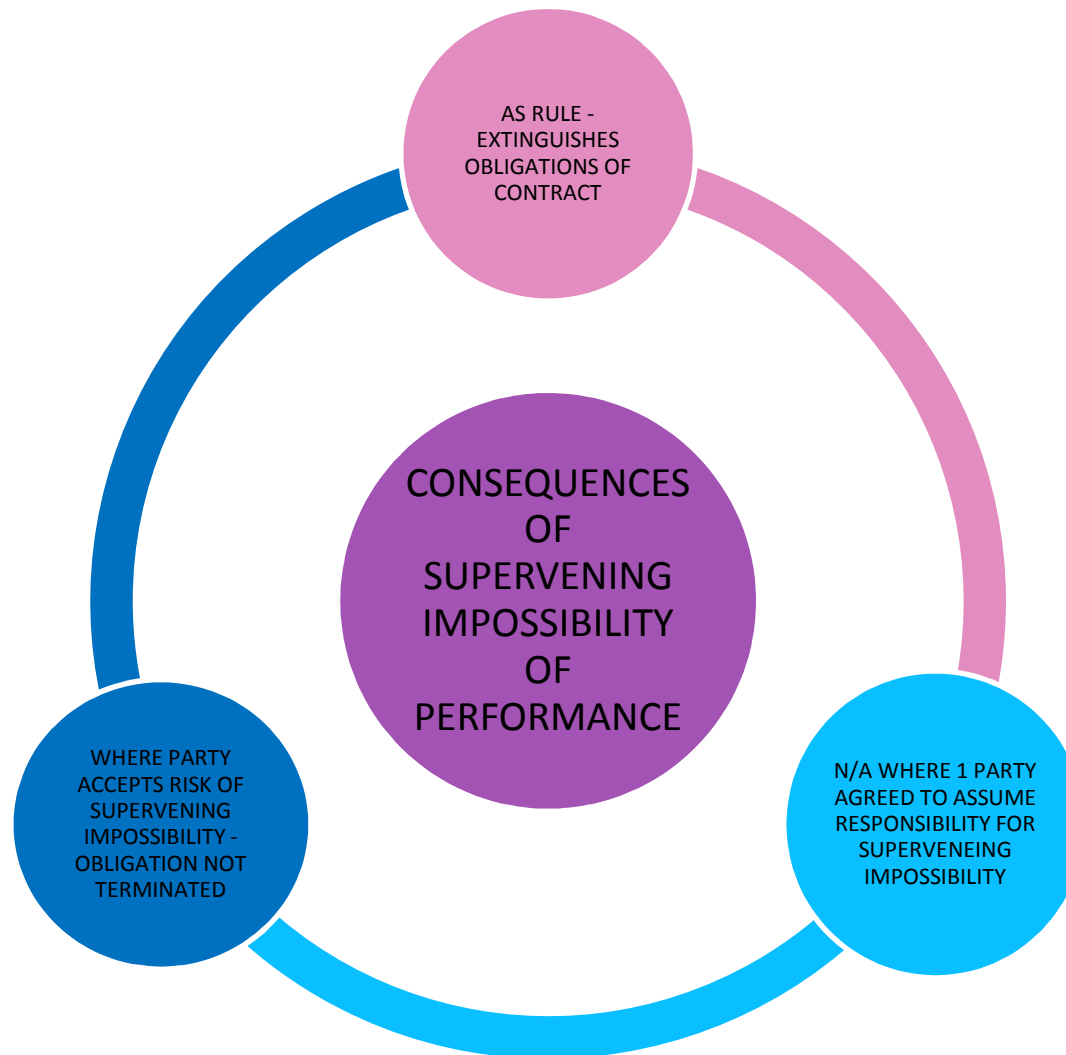 AS RULE -
EXTINGUISHES
OBLIGATIONS OF
CONTRACT
CONSEQUENCES
OF
SUPERVENING
IMPOSSIBILITY
OF
PERFORMANCE
WHERE PARTY
ACCEPTS RISK OF
SUPERVENING
IMPOSSIBILITY -
OBLIGATION NOT
TERMINATED
N/A WHERE 1 PARTY
AGREED TO ASSUME
RESPONSIBILITY FOR
SUPERVENEING
IMPOSSIBILITY